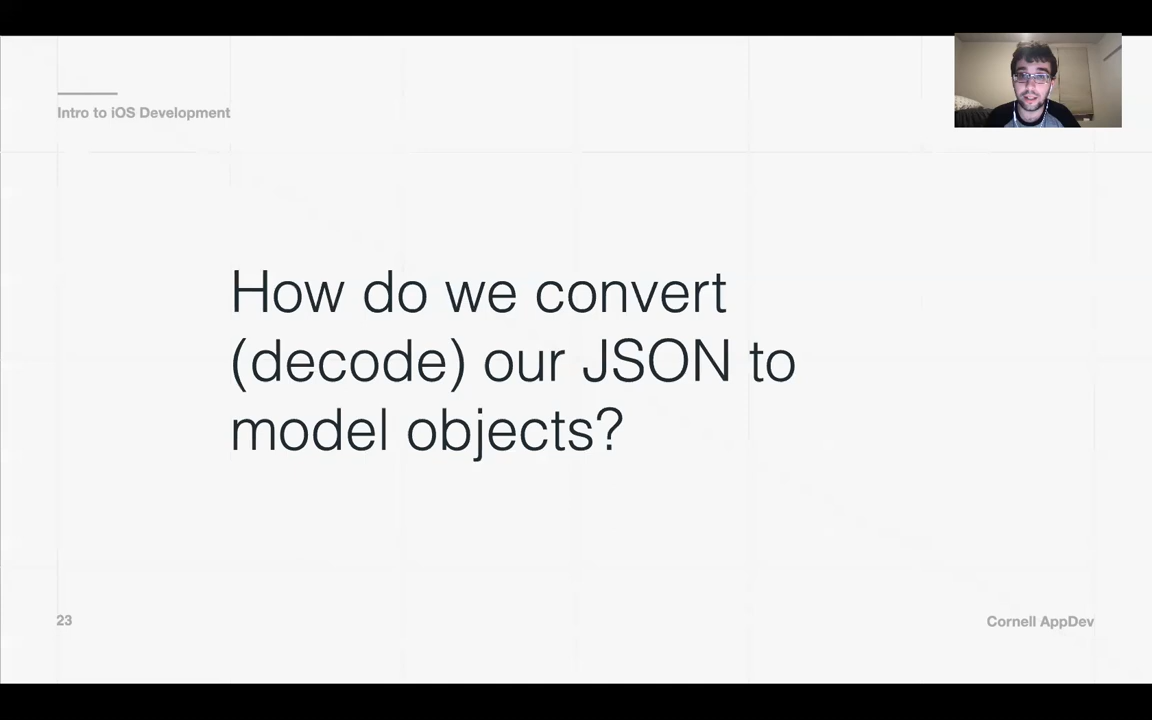 Intro to iOS Development
How do we convert
(decode) our JSON to
model objects?
23
Cornell AppDev